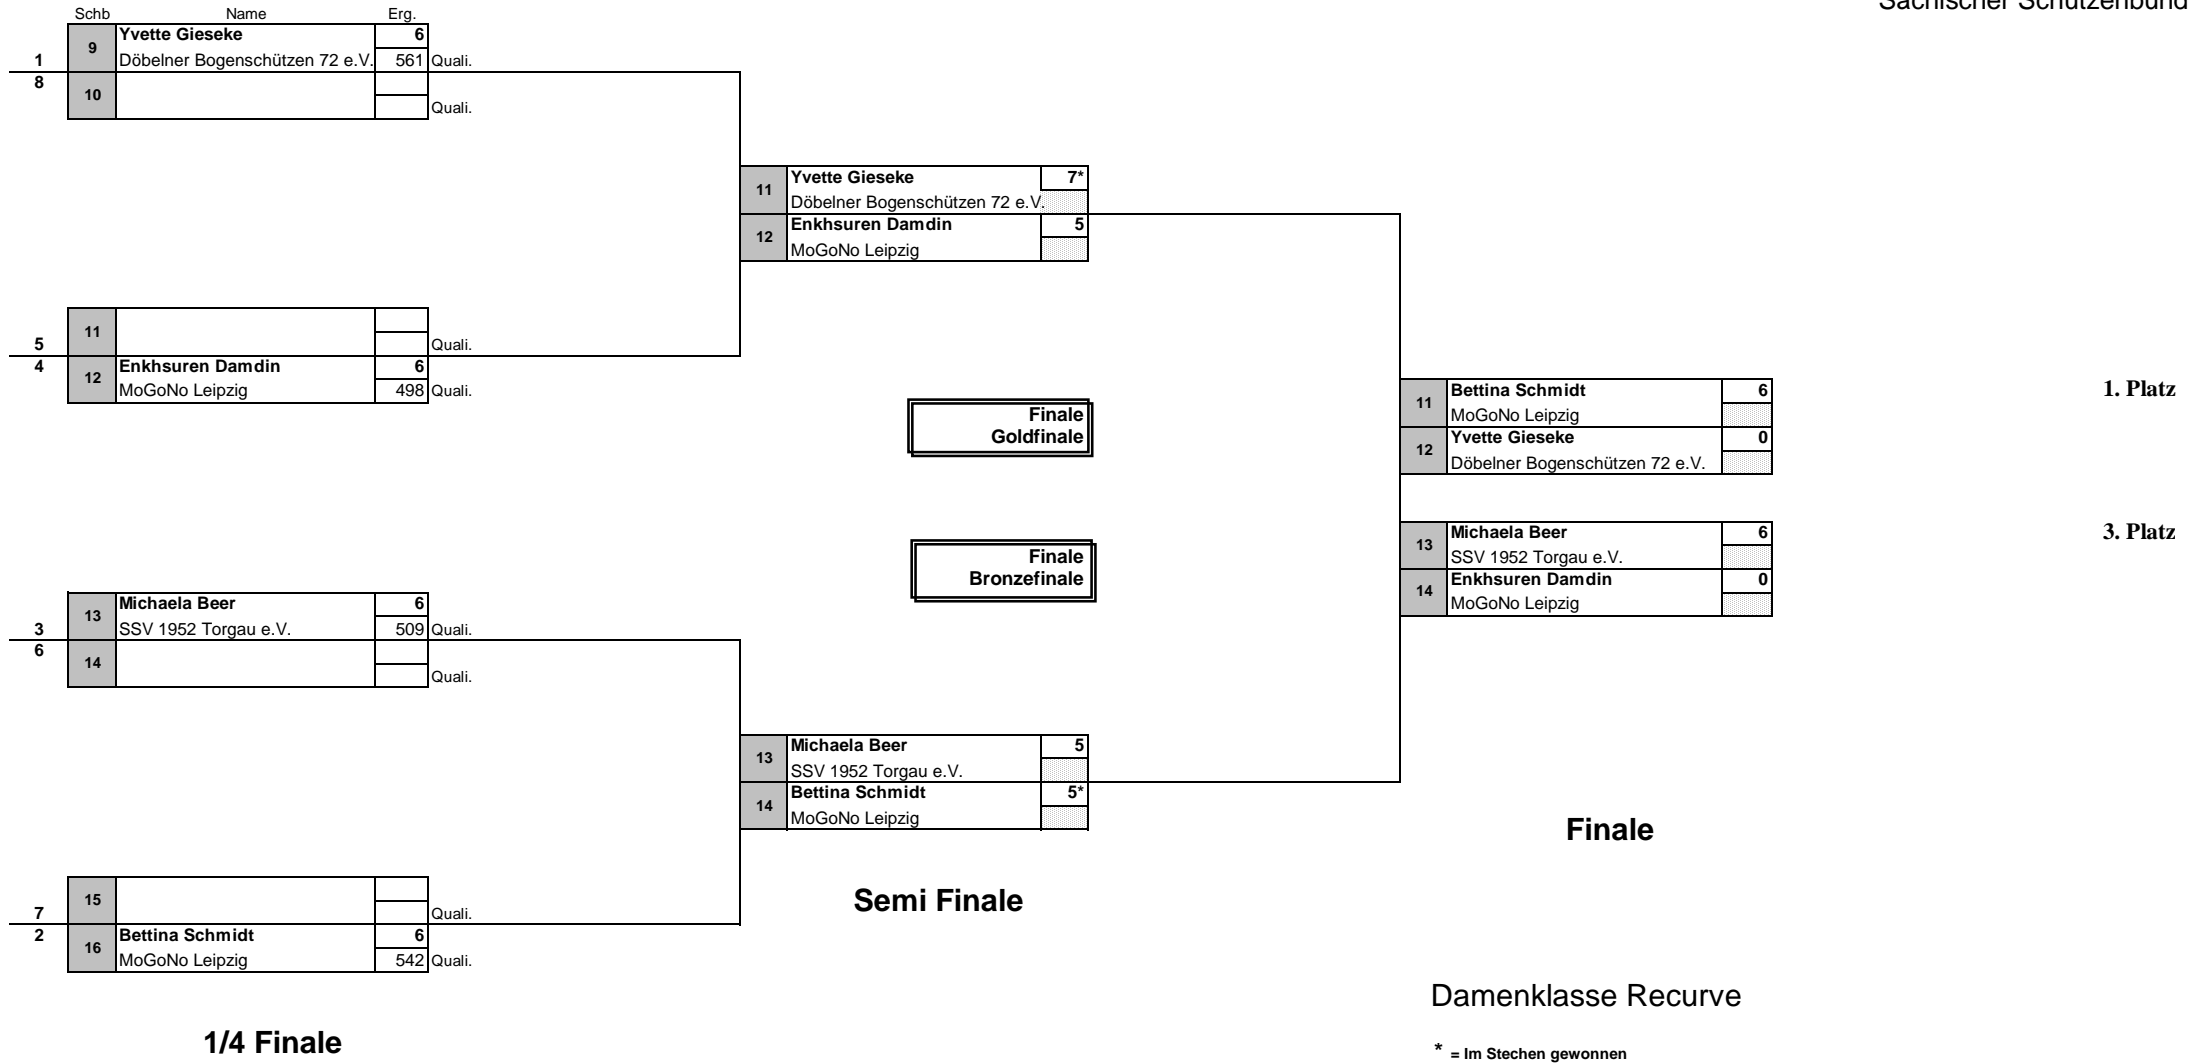 Sächsischer Schützenbund
Schb Name Erg.
9 Yvette Gieseke 6
1 Döbelner Bogenschützen 72 e.V. 561 Quali.
8
10
Quali.
11 Yvette Gieseke 7*
Döbelner Bogenschützen 72 e.V.
12 Enkhsuren Damdin 5
MoGoNo Leipzig
11
5 Quali.
4 12 Enkhsuren Damdin 6
MoGoNo Leipzig 498 Quali.
Finale
Goldfinale
11 Bettina Schmidt 6 1. Platz
MoGoNo Leipzig
12 Yvette Gieseke 0
Döbelner Bogenschützen 72 e.V.
Finale
Bronzefinale
13 Michaela Beer 6 3. Platz
SSV 1952 Torgau e.V.
14 Enkhsuren Damdin 0
MoGoNo Leipzig
13 Michaela Beer 6
3 SSV 1952 Torgau e.V. 509 Quali.
6
14
Quali.
13 Michaela Beer 5
SSV 1952 Torgau e.V.
14 Bettina Schmidt 5*
MoGoNo Leipzig
Finale
Semi Finale
15
7 Quali.
2 16 Bettina Schmidt 6
MoGoNo Leipzig 542 Quali.
Damenklasse Recurve
1/4 Finale
* = Im Stechen gewonnen